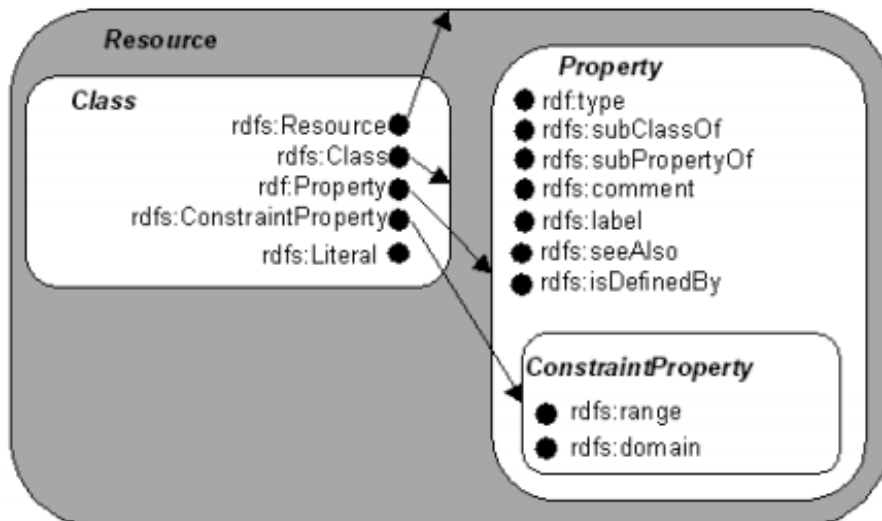 Resource
Class
rdfs:Resource
rdfs:Class
rdf:Property
rdfs:ConstraintProperty
rdfs:Literal
Property
rdf:type
rdfs:subClassOf
rdfs:subPropertyOf
rdfs:comment
rdfs:label
rdfs:seeAlso
rdfs:isDefinedBy
ConstraintProperty
rdfs:range
rdfs:domain